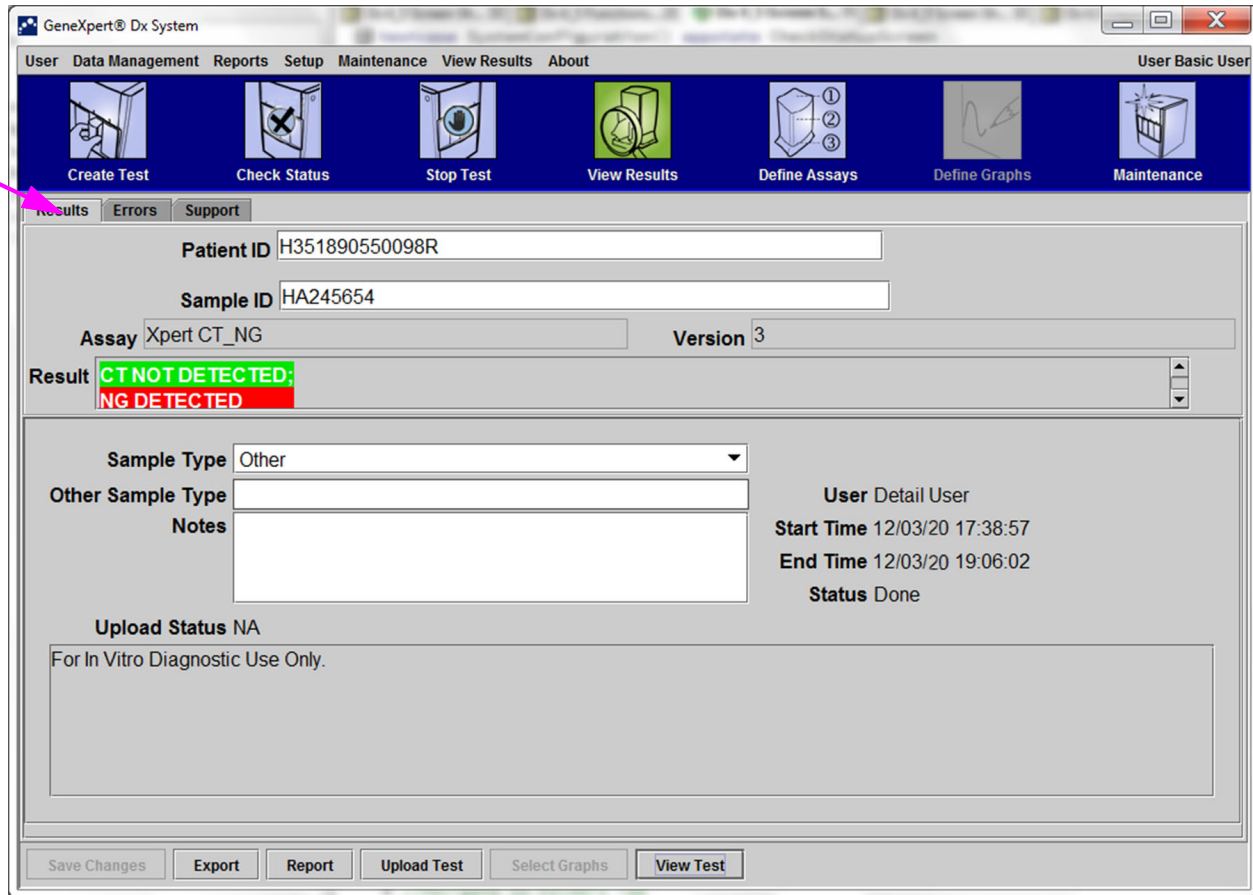 GeneXpert® Dx System
User Data Management Reports Setup Maintenance View Results About User Basic User
Create Test Check Status Stop Test View Results Define Assays Define Graphs Maintenance
Results Errors Support
Patient ID H351890550098R
Sample ID HA245654
Assay Xpert CT_NG Version 3
Result CT NOT DETECTED;
NG DETECTED
Sample Type Other
Other Sample Type User Detail User
Notes Start Time 12/03/20 17:38:57
End Time 12/03/20 19:06:02
Status Done
Upload Status NA
For In Vitro Diagnostic Use Only.
Save Changes Export Report Upload Test Select Graphs View Test